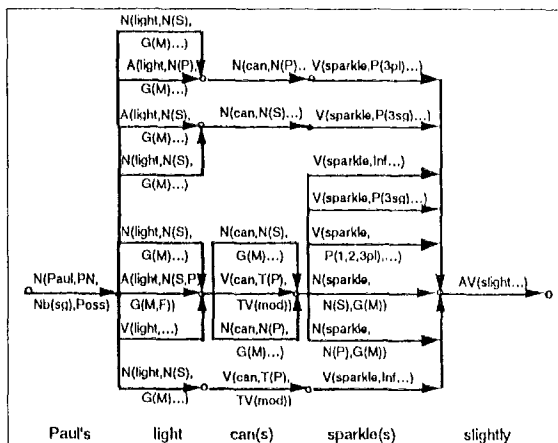 N(light,N(S),
G(M)...)
A(light,N(P), N(can,N(P).. V(sparkle,P(3pl)...)
G(M)...)
A(light,N(S), N(can,N(S)...) V(sparkle,P(3sg)...)
G(M)...)
N(light,N(S), V(sparkle,Inf...)
G(M)...)
V(sparkle,P(3sg)...)
N(light,N(S), N(can,N(S), V(sparkle,
G(M)...) G(M)...) P(1,2,3pl),...)
N(Paul,PN, A(light,N(S,P) V(can,T(P), N(sparkle, AV(slight...)
Nb(sg),Poss) G(M,F)) TV(mod)) N(S),G(M))
V(light,...) N(can,N(P), N(sparkle,
G(M)...) N(P),G(M))
N(light,N(S), V(can,T(P), V(sparkle,Inf...)
G(M)...) TV(mod))
Paul's light can(s) sparkle(s) slightly